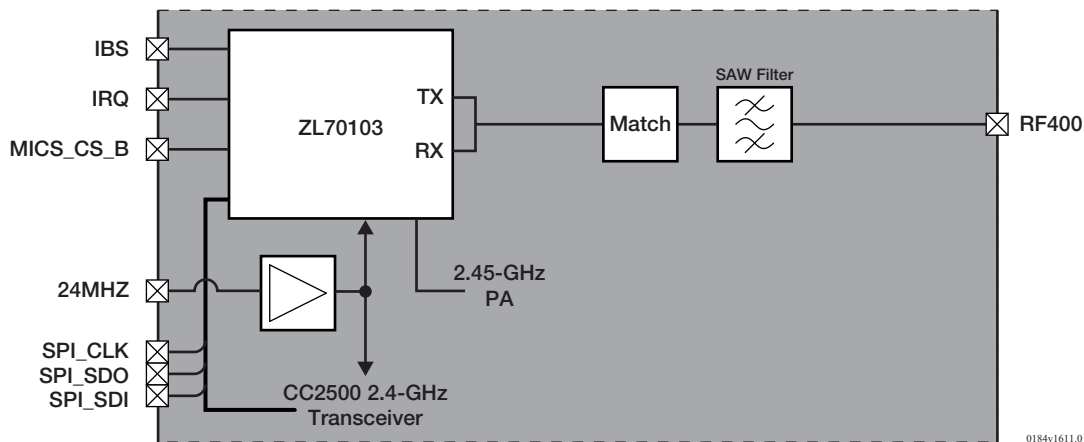 IBS
IRQ
MICS_CS_B
24MHZ
SPI_CLK
SPI_SDO
SPI_SDI
ZL70103
TX
RX
2.45-GHz
PA
CC2500 2.4-GHz
Transceiver
Match
SAW Filter
RF400
0184v1611.0